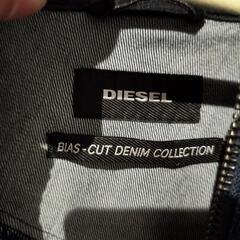 DIESEL
BIAS-CUT DENIM COLLECTION